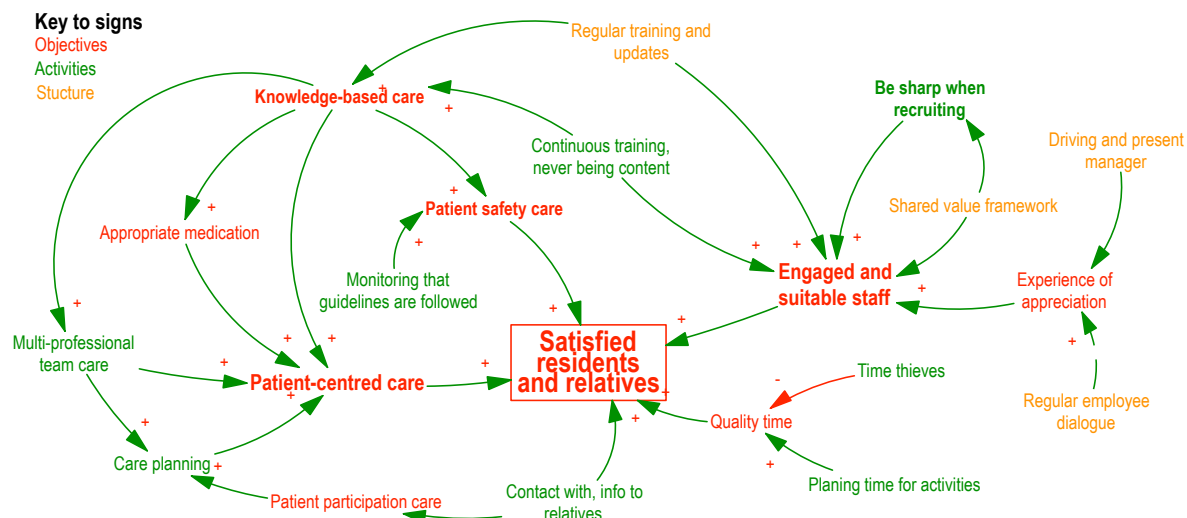 Key to signs
Objectives
Activities
Stucture
Regular training and
updates
Knowledge-based care
+
+
Be sharp when
recruiting
Continuous training,
never being content
Driving and present
manager
+
Patient safety care
+
Shared value framework
+
Appropriate medication
+
Monitoring that
guidelines are followed
+
+
+
Engaged and
suitable staff
+
Experience of
appreciation
+
Multi-professional
team care
+
+
+
+
Satisfied
residents
and relatives
+
+
+
Patient-centred care
+
+
Time thieves
-
Regular employee
dialogue
+
+
Quality time
+
Care planning
+
+
Planing time for activities
Patient participation care
Contact with, info to
relatives